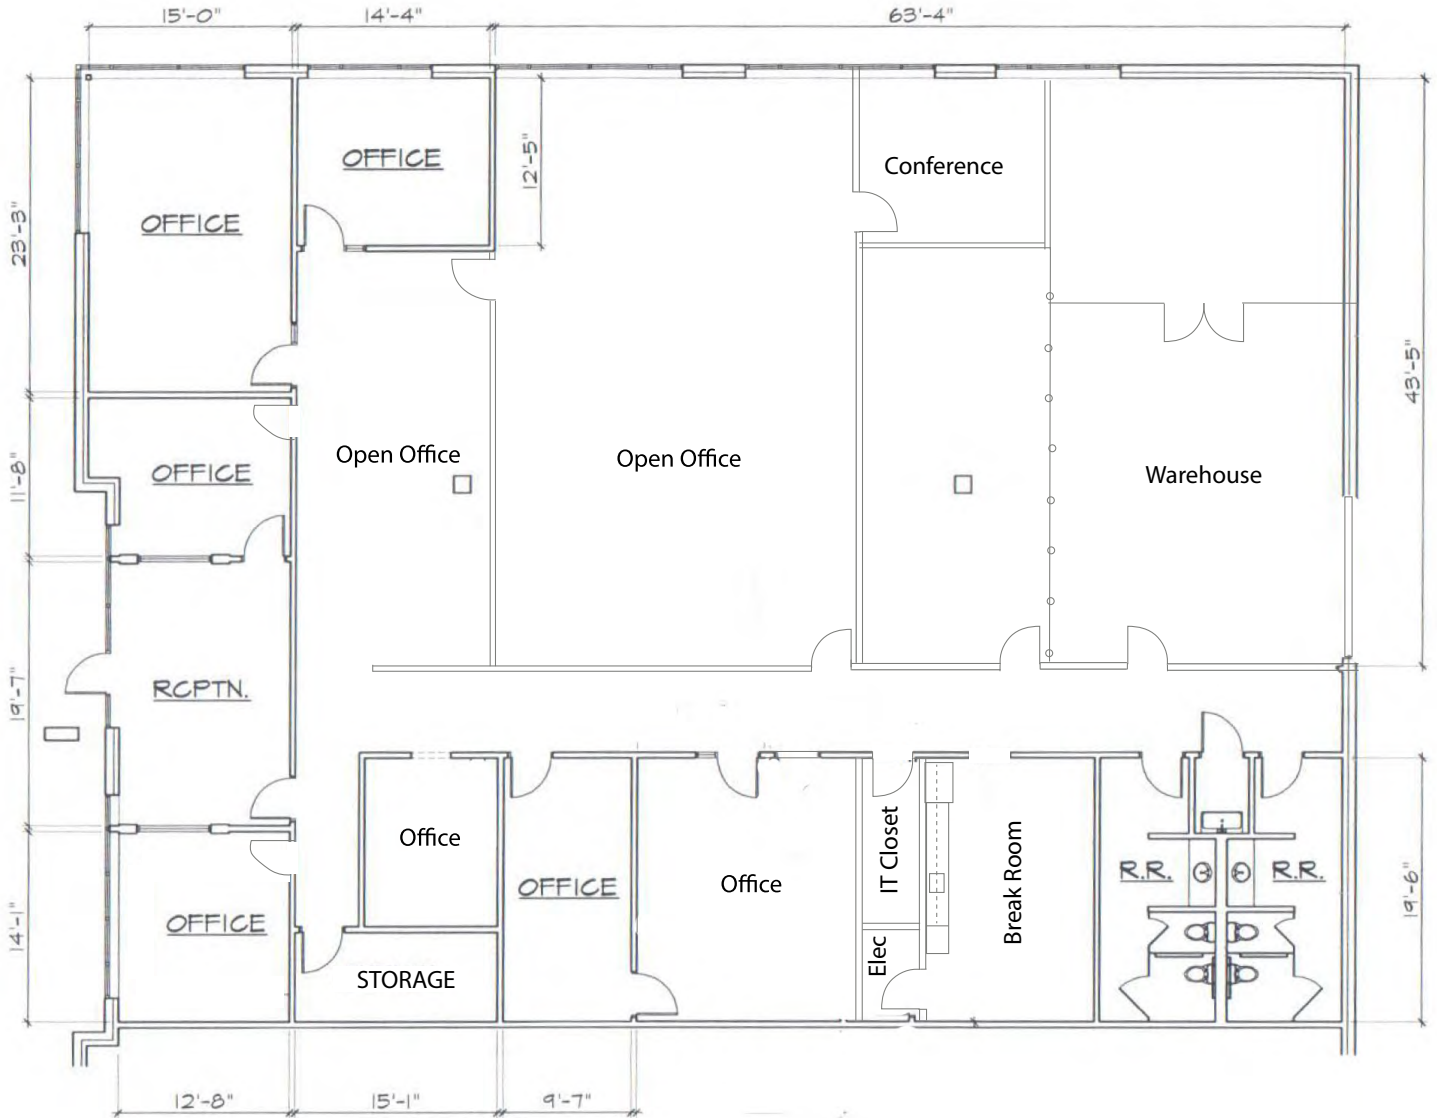 15'-0"
14'-4"
63'-4"
OFFICE
12'-5"
Conference
OFFICE
23'-3"
43'-5"
Open Office
Open Office
OFFICE
Warehouse
11'-8"
RCPTN.
19'-7"
Office
IT Closet
Break Room
R.R.
R.R.
OFFICE
Office
19'-6"
OFFICE
14'-1"
Elec
STORAGE
12'-8"
15'-1"
9'-7"